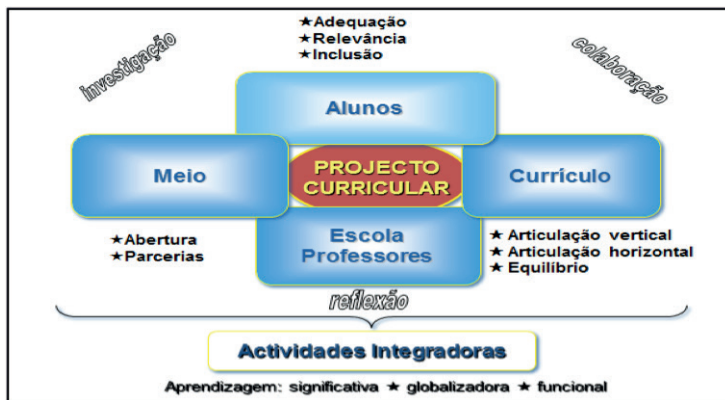 ★Adequação
★Relevância
★Inclusão
investigação
colaboração
Alunos
Meio
PROJECTO
CURRICULAR
Currículo
Escola
Professores
★Abertura
★Parcerias
★ Articulação vertical
★ Articulação horizontal
★ Equilíbrio
reflexão
Actividades Integradoras
Aprendizagem: significativa ★ globalizadora ★ funcional